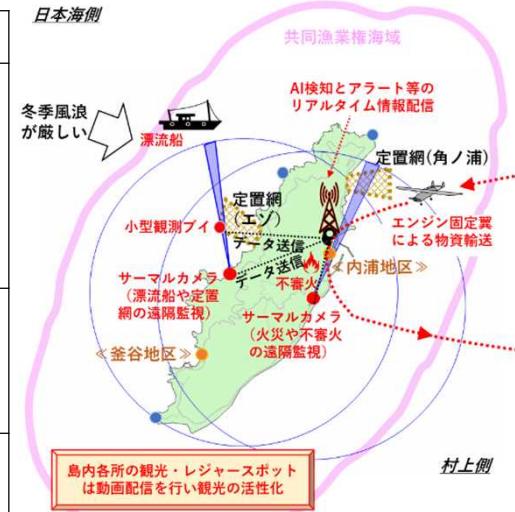 日本海側
共同漁業権海域
AI検知とアラート等の
リアルタイム情報配信
冬季風浪
が厳しい
漂流船
定置網(角ノ浦)
定置網
(エゾ)
小型観測ブイ
データ送信
データ送信
エンジン固定翼
による物資輸送
≪内浦地区≫
不審火
サーマルカメラ
(漂流船や定置
網の遠隔監視)
サーマルカメラ
(火災や不審火
の遠隔監視)
≪釜谷地区≫
村上側
島内各所の観光・レジャースポット
は動画配信を行い観光の活性化